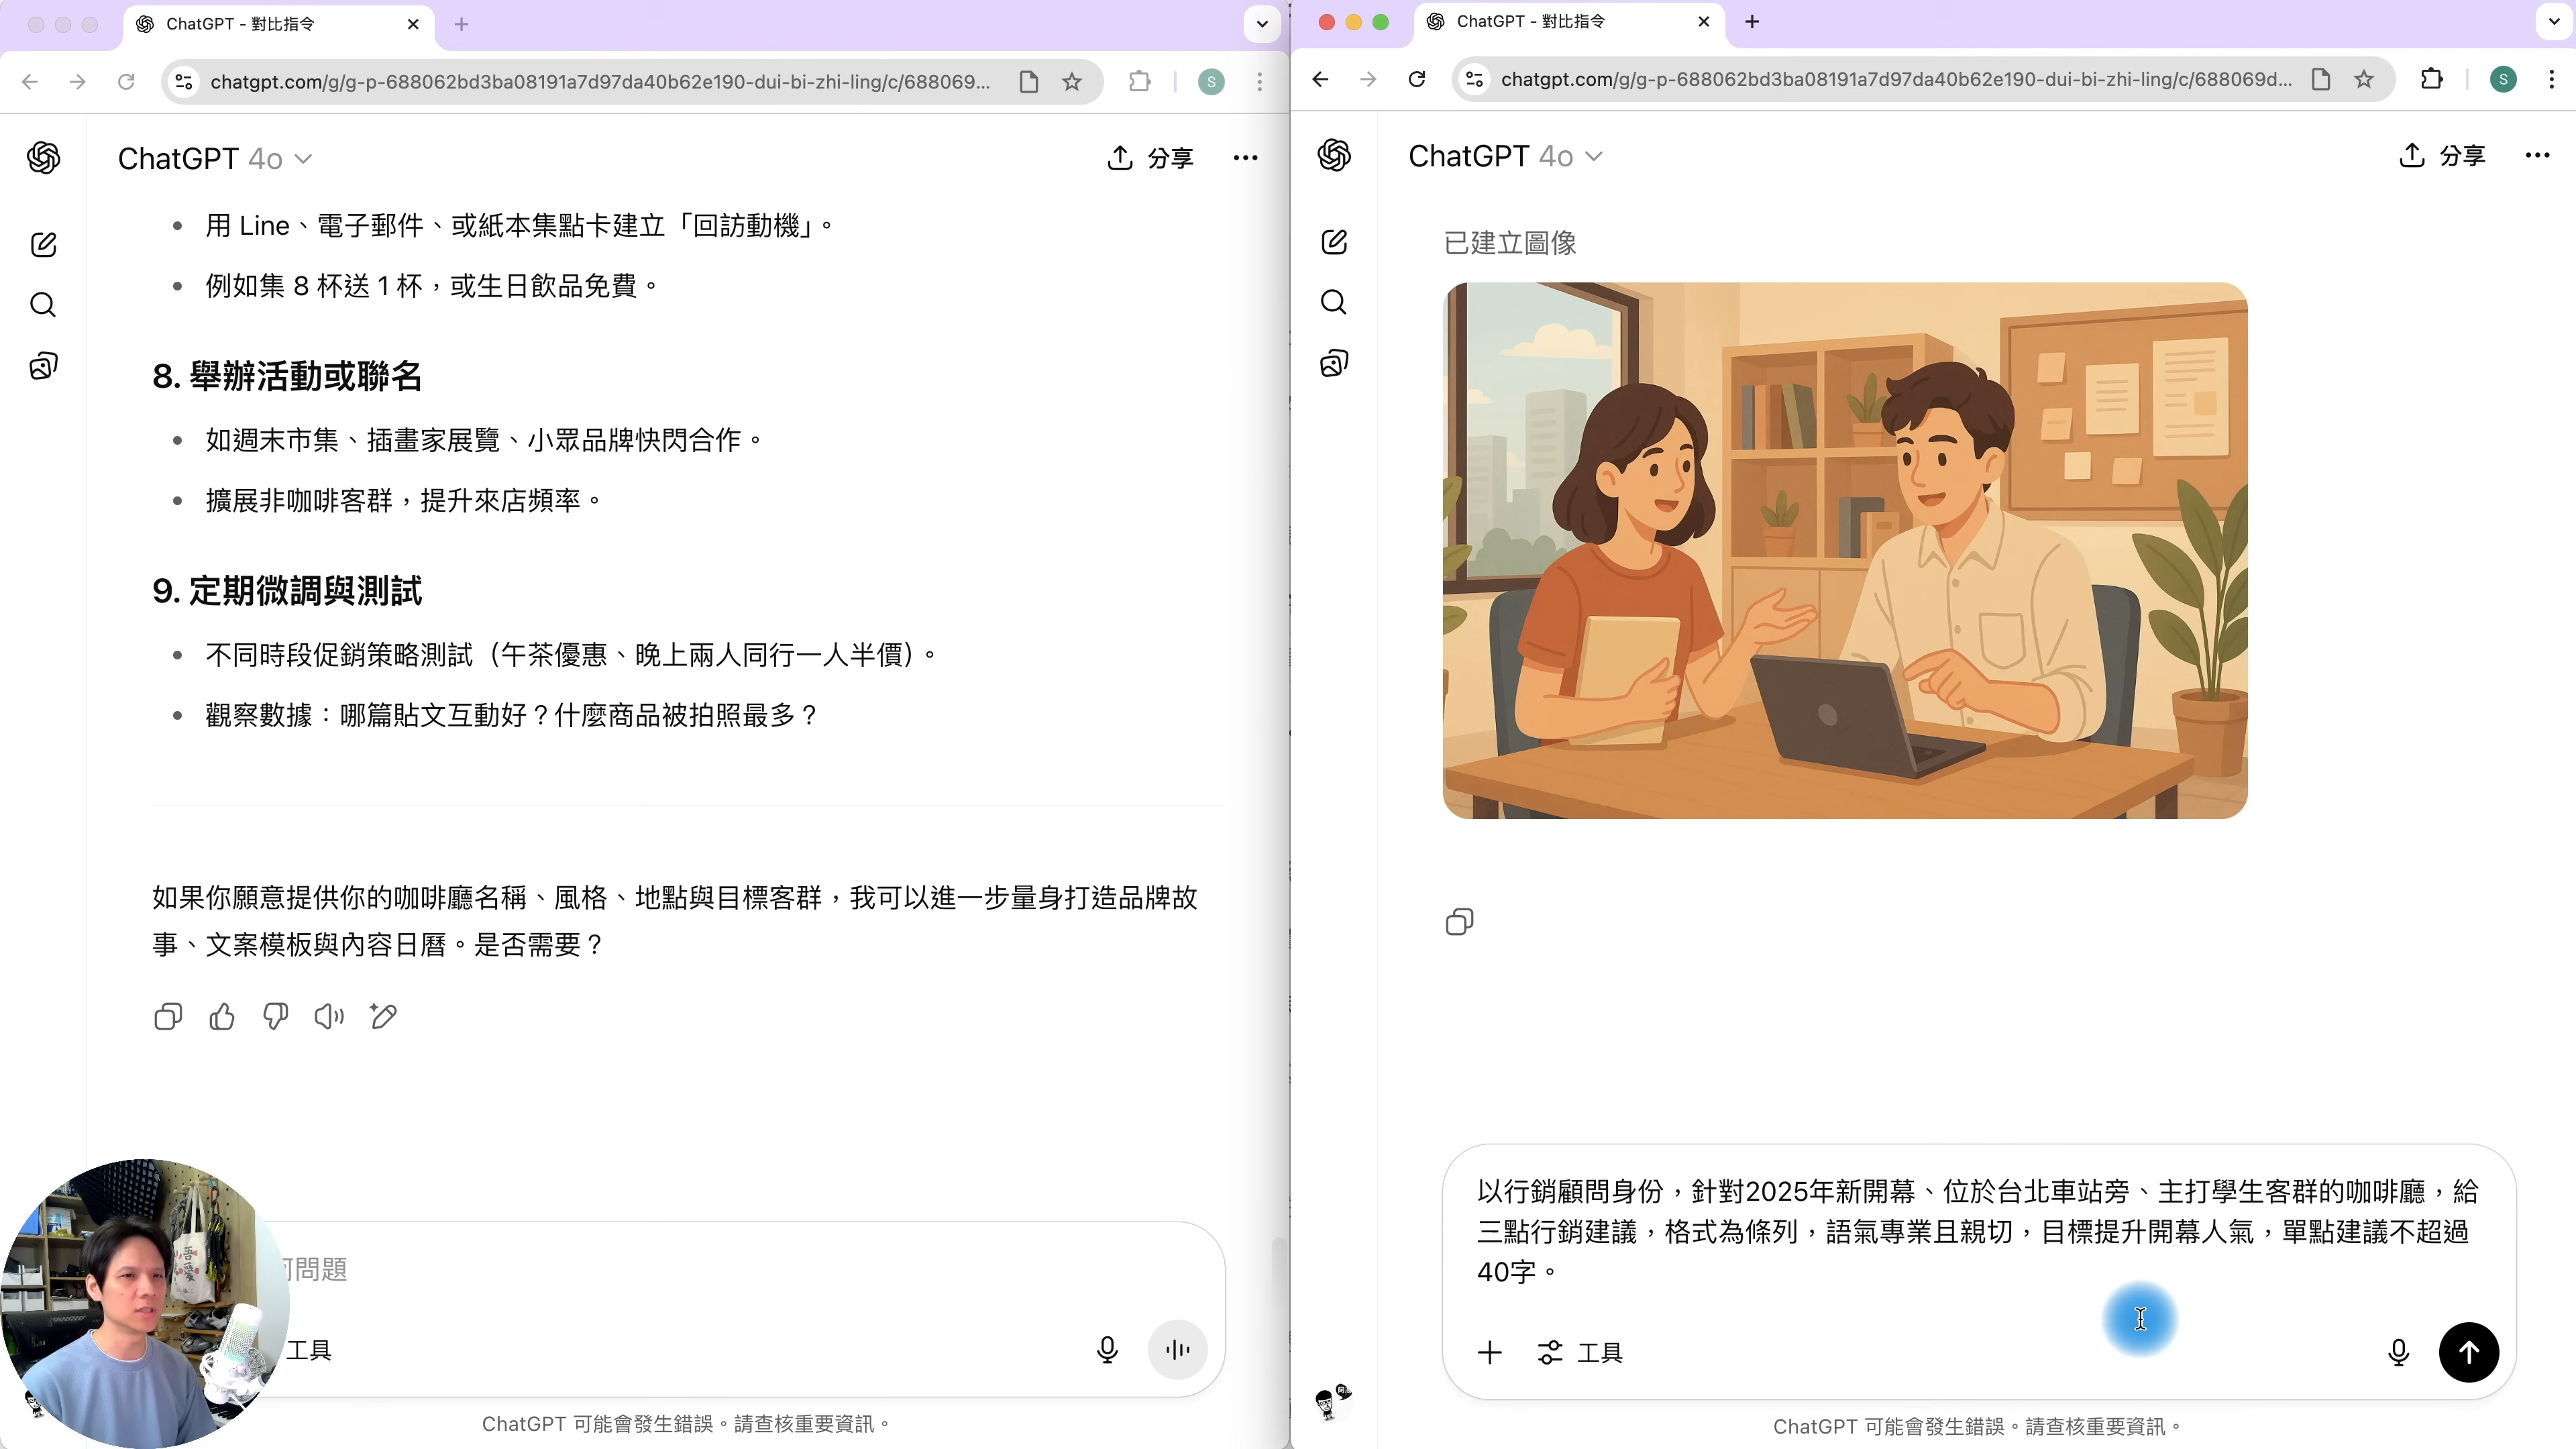 ChatGPT - 對比指令
chatgpt.com/g/g-p-688062bd3ba08191a7d97da40b62e190-dui-bi-zhi-ling/c/688069...
S
ChatGPT 4o
分享
用 Line、電子郵件、或紙本集點卡建立「回訪動機」。
例如集 8 杯送 1 杯，或生日飲品免費。
8. 舉辦活動或聯名
如週末市集、插畫家展覽、小眾品牌快閃合作。
擴展非咖啡客群，提升來店頻率。
9. 定期微調與測試
不同時段促銷策略測試（午茶優惠、晚上兩人同行一人半價）。
觀察數據：哪篇貼文互動好？什麼商品被拍照最多？
如果你願意提供你的咖啡廳名稱、風格、地點與目標客群，我可以進一步量身打造品牌故
事、文案模板與內容日曆。是否需要？
問題
工具
ChatGPT 可能會發生錯誤。請查核重要資訊。
ChatGPT - 對比指令
chatgpt.com/g/g-p-688062bd3ba08191a7d97da40b62e190-dui-bi-zhi-ling/c/688069d...
S
ChatGPT 4o
分享
已建立圖像
以行銷顧問身份，針對2025年新開幕、位於台北車站旁、主打學生客群的咖啡廳，給
三點行銷建議，格式為條列，語氣專業且親切，目標提升開幕人氣，單點建議不超過
40字。
工具
ChatGPT 可能會發生錯誤。請查核重要資訊。